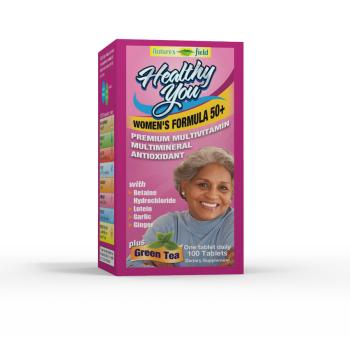 Nature's field
Healthy
You
WOMEN'S FORMULA 50+
PREMIUM MULTIVITAMIN
MULTIMINERAL
ANTIOXIDANT
with
Betaine
Hydrochloride
Lutein
Garlic
Ginger
plus
Green Tea
One tablet daily
100 Tablets
Dietary Supplement